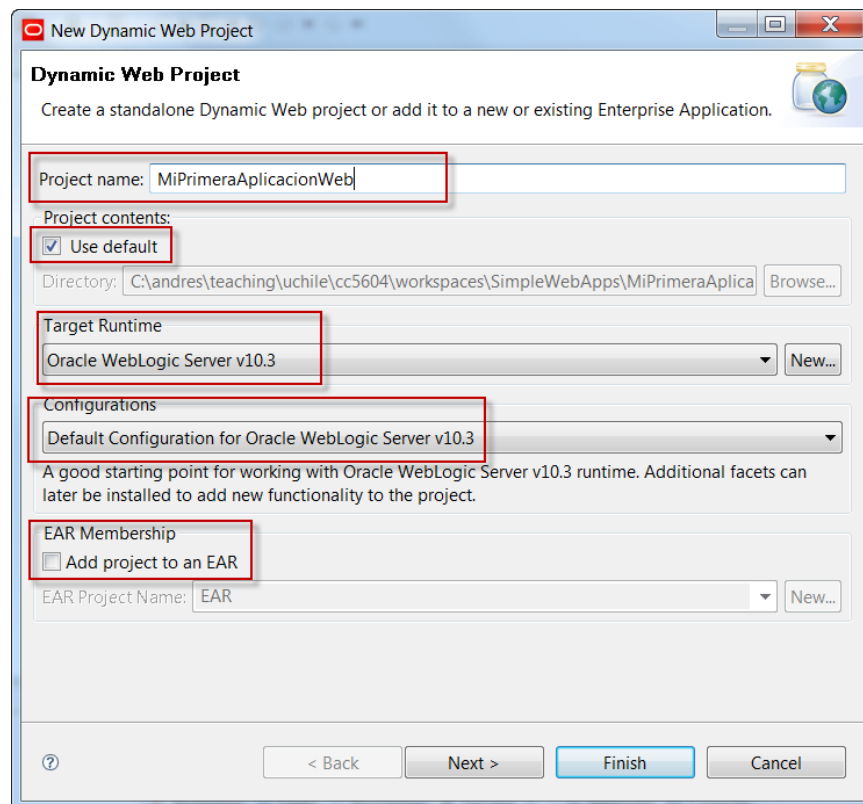 New Dynamic Web Project
Dynamic Web Project
Create a standalone Dynamic Web project or add it to a new or existing Enterprise Application.
Project name: MiPrimeraAplicacionWeb
Project contents:
Use default
Directory: C:\andres\teaching\uchile\cc5604\workspaces\SimpleWebApps\MiPrimeraAplica Browse...
Target Runtime
Oracle WebLogic Server v10.3 New...
Configurations
Default Configuration for Oracle WebLogic Server v10.3
A good starting point for working with Oracle WebLogic Server v10.3 runtime. Additional facets can
later be installed to add new functionality to the project.
EAR Membership
Add project to an EAR
EAR Project Name: EAR New...
< Back Next > Finish Cancel